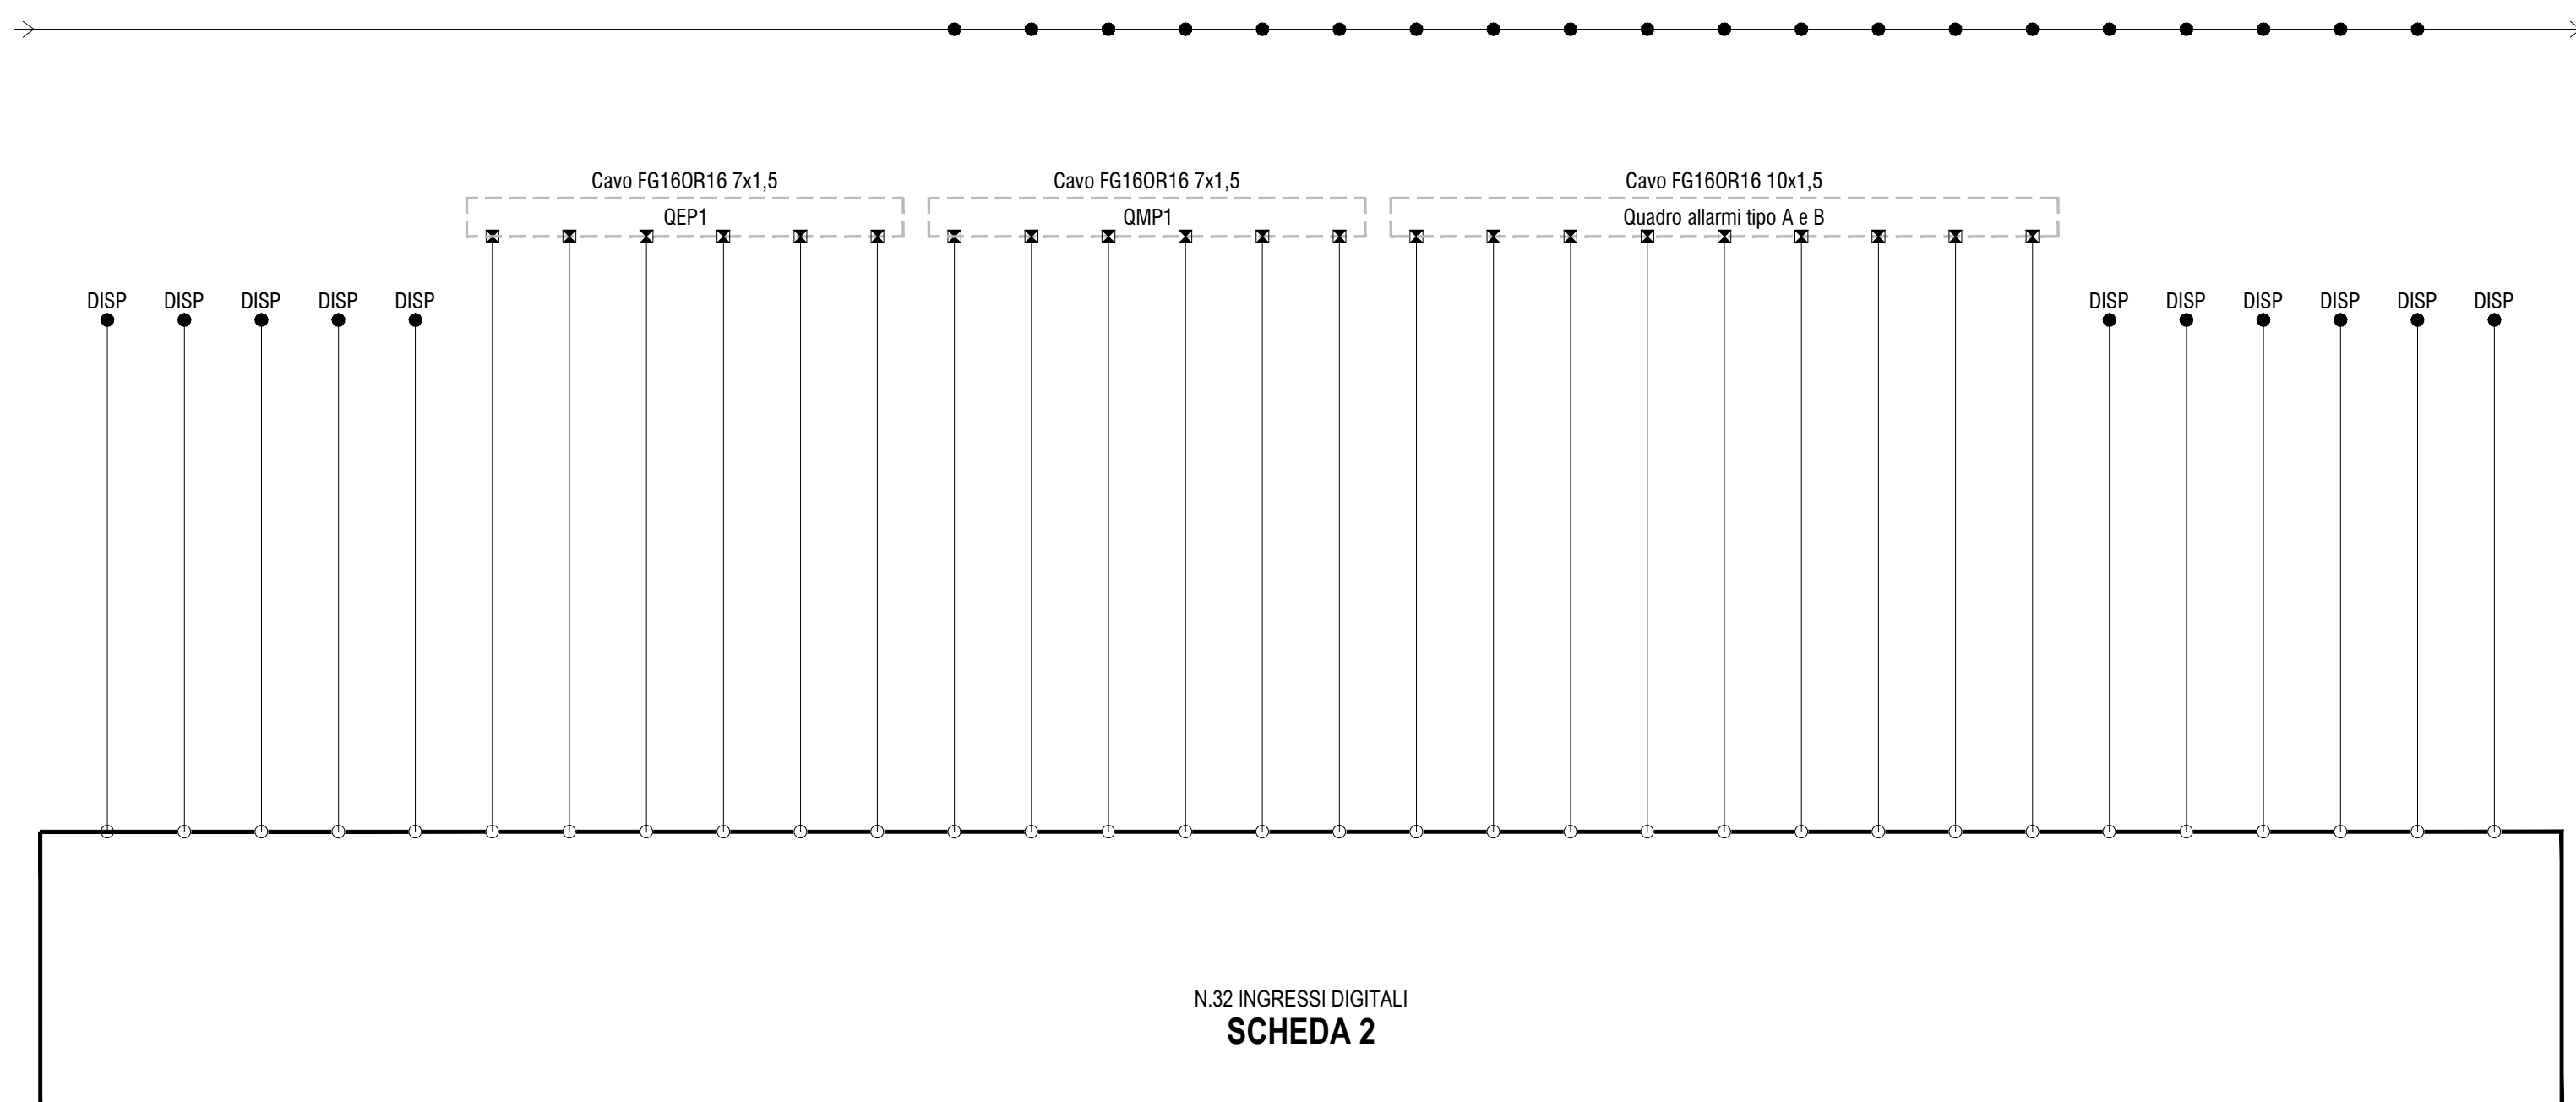 Cavo FG16OR16 7x1,5
Cavo FG16OR16 7x1,5
Cavo FG16OR16 10x1,5
QEP1
QMP1
Quadro allarmi tipo A e B
DISP DISP DISP DISP DISP
DISP DISP DISP DISP DISP DISP
N.32 INGRESSI DIGITALI
SCHEDA 2